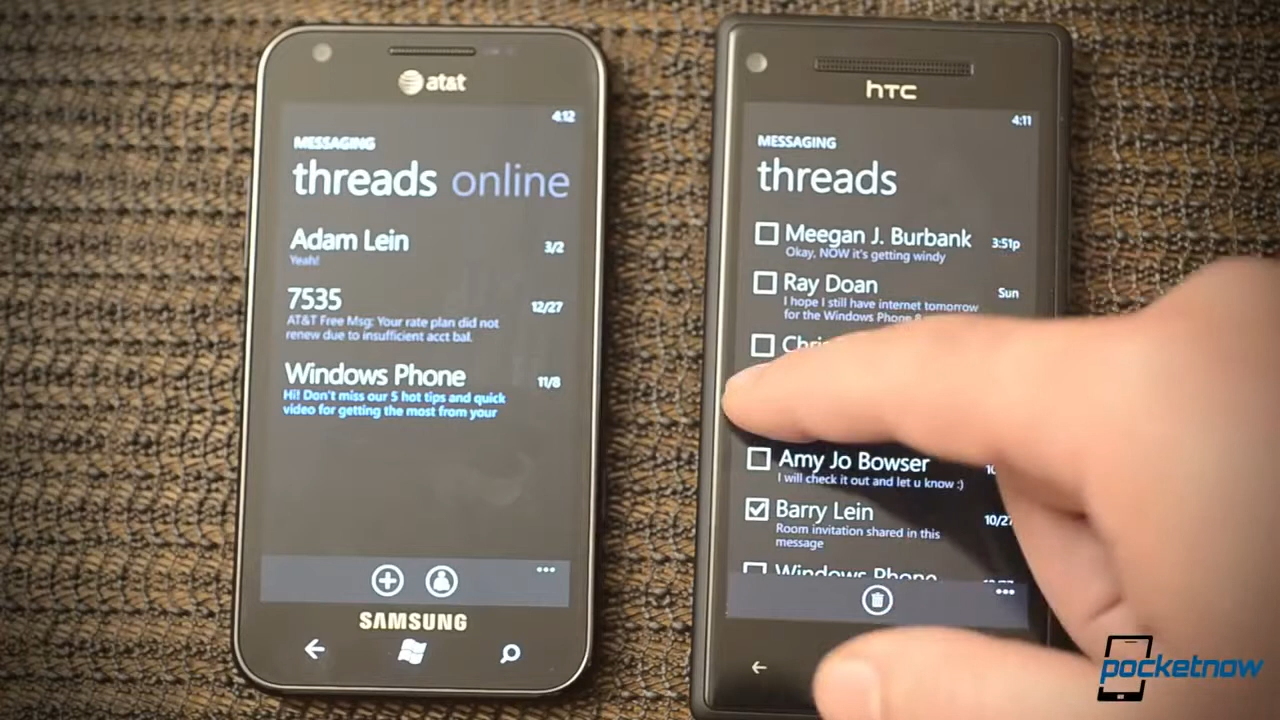 at&t
4:12
MESSAGING
threads online
Adam Lein 3/2
Yeah!
7535 12/27
AT&T Free Msg: Your rate plan did not
renew due to insufficient acct bal.
Windows Phone 11/8
Hi! Don't miss our 5 hot tips and quick
video for getting the most from your
SAMSUNG
hTC
4:11
MESSAGING
threads
Meegan J. Burbank 3:51p
Okay, NOW it's getting windy
Ray Doan Sun
I hope I still have internet tomorrow
for the Windows Phone
Amy Jo Bowser
I will check it out and let u know :)
Barry Lein 10/27
Room invitation shared in this
message
Windows Phone
pocketnow